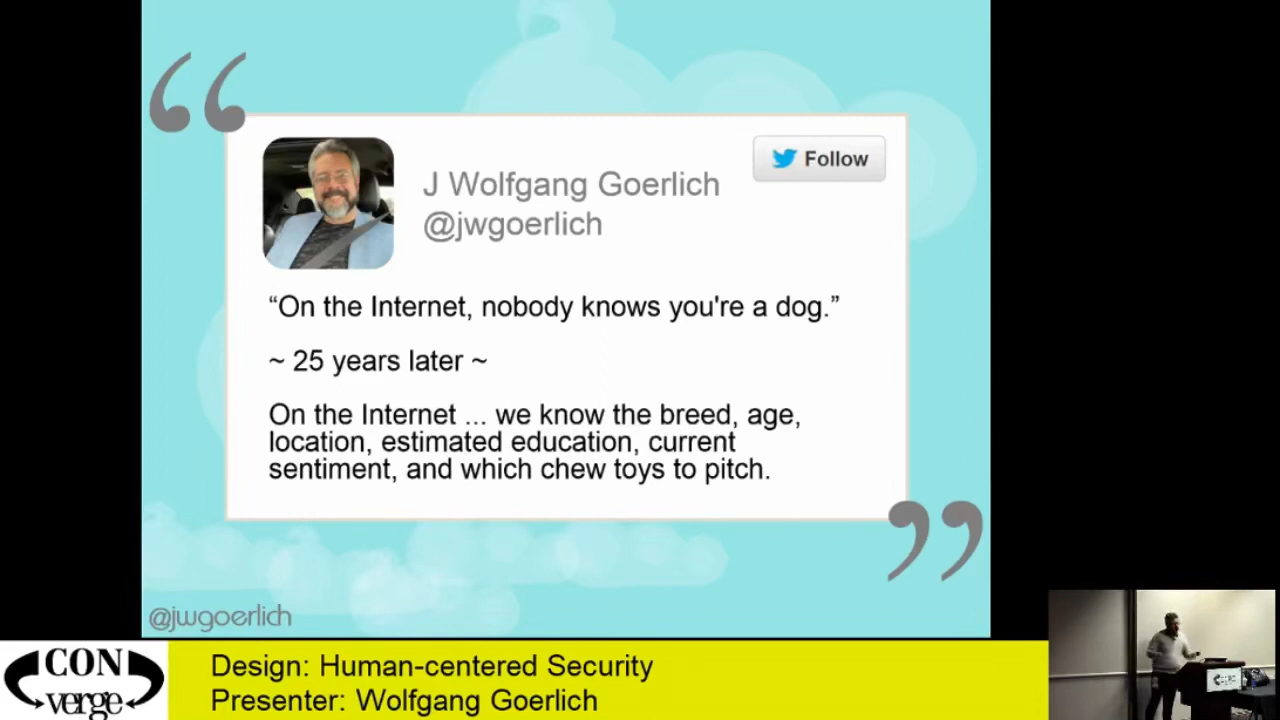 “
J Wolfgang Goerlich
@jwgoerlich
Follow
“On the Internet, nobody knows you're a dog.”
~ 25 years later ~
On the Internet ... we know the breed, age,
location, estimated education, current
sentiment, and which chew toys to pitch.
”
@jwgoerlich
CON
verge
Design: Human-centered Security
Presenter: Wolfgang Goerlich